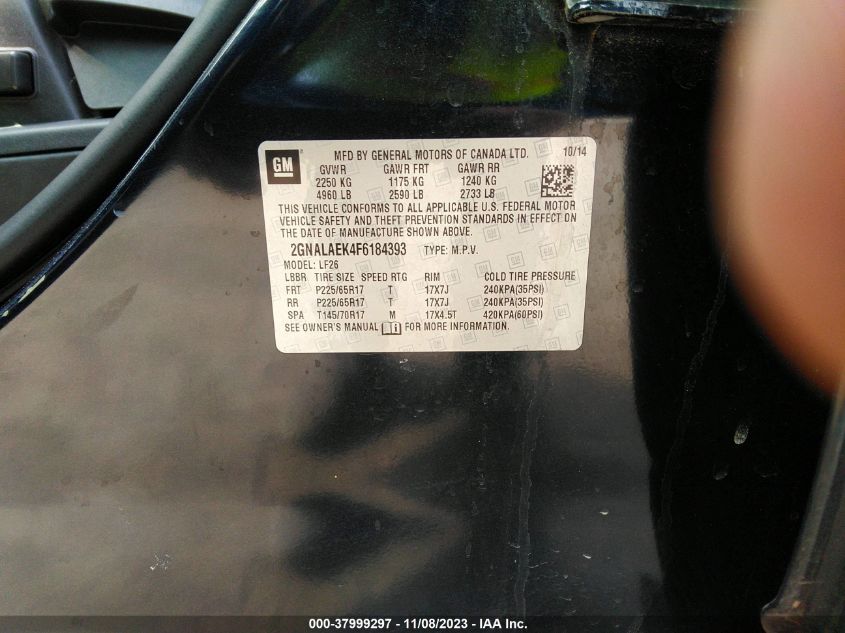 GM
MFD BY GENERAL MOTORS OF CANADA LTD. 10/14
GVWR GAWR FRT GAWR RR
2250 KG 1175 KG 1240 KG
4960 LB 2590 LB 2733 LB
THIS VEHICLE CONFORMS TO ALL APPLICABLE U.S. FEDERAL MOTOR
VEHICLE SAFETY AND THEFT PREVENTION STANDARDS IN EFFECT ON
THE DATE OF MANUFACTURE SHOWN ABOVE.
2GNALAEK4F6184393 TYPE: M.P.V.
MODEL: LF26
LBBR TIRE SIZE SPEED RTG RIM COLD TIRE PRESSURE
FRT P225/65R17 T 17X7J 240KPA(35PSI)
RR P225/65R17 T 17X7J 240KPA(35PSI)
SPA T145/70R17 M 17X4.5T 420KPA(60PSI)
SEE OWNER'S MANUAL FOR MORE INFORMATION.
000-37999297 - 11/08/2023 - IAA Inc.